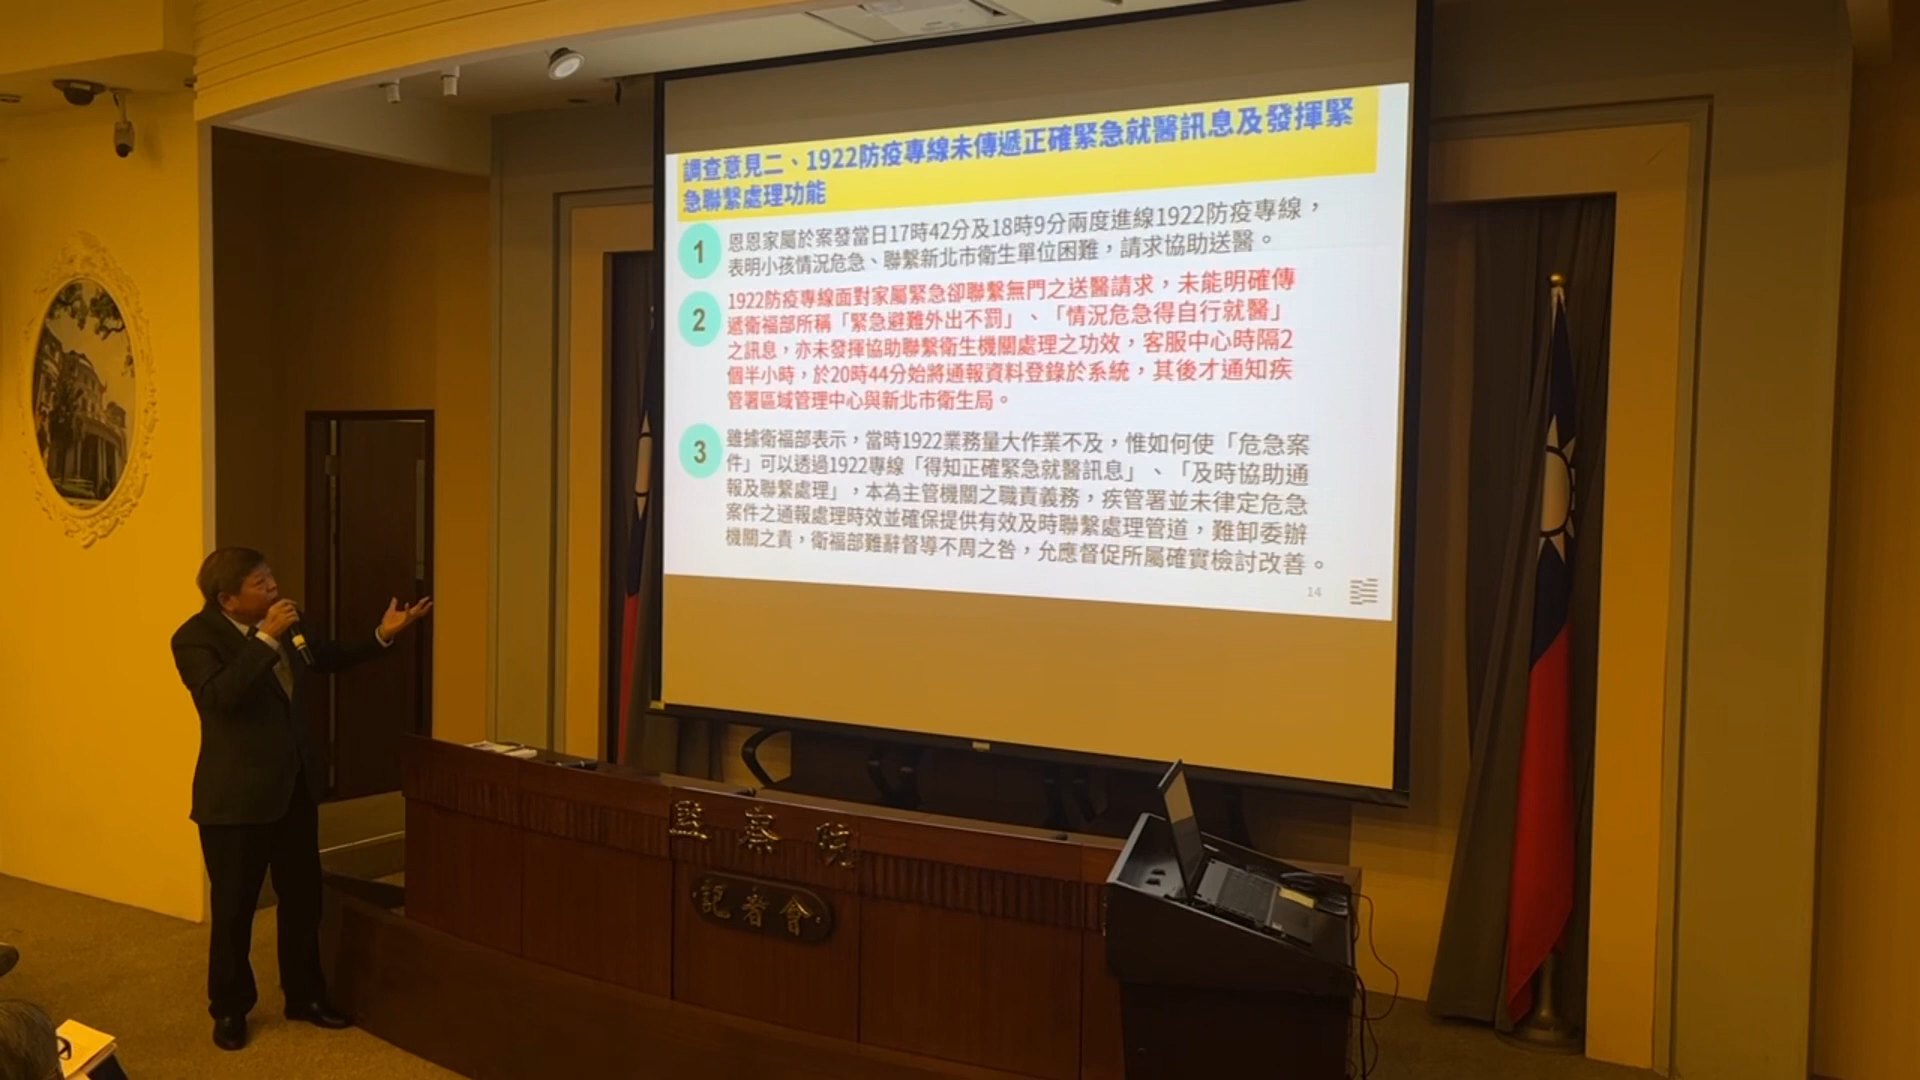 調查意見二、1922防疫專線未傳遞正確緊急就醫訊息及發揮緊
急聯繫處理功能
1
恩恩家屬於案發當日17時42分及18時9分兩度進線1922防疫專線，
表明小孩情況危急、聯繫新北市衛生單位困難，請求協助送醫。
2
1922防疫專線面對家屬緊急卻聯繫無門之送醫請求，未能明確傳
遞衛福部所稱「緊急避難外出不罰」、「情況危急得自行就醫」
之訊息，亦未發揮協助聯繫衛生機關處理之功效，客服中心時隔2
個半小時，於20時44分始將通報資料登錄於系統，其後才通知疾
管署區域管理中心與新北市衛生局。
3
雖據衛福部表示，當時1922業務量大作業不及，惟如何使「危急案
件」可以透過1922專線「得知正確緊急就醫訊息」、「及時協助通
報及聯繫處理」，本為主管機關之職責義務，疾管署並未律定危急
案件之通報處理時效並確保提供有效及時聯繫處理管道，難卸委辦
機關之責，衛福部難辭督導不周之咎，允應督促所屬確實檢討改善。
14
監察院
記者會